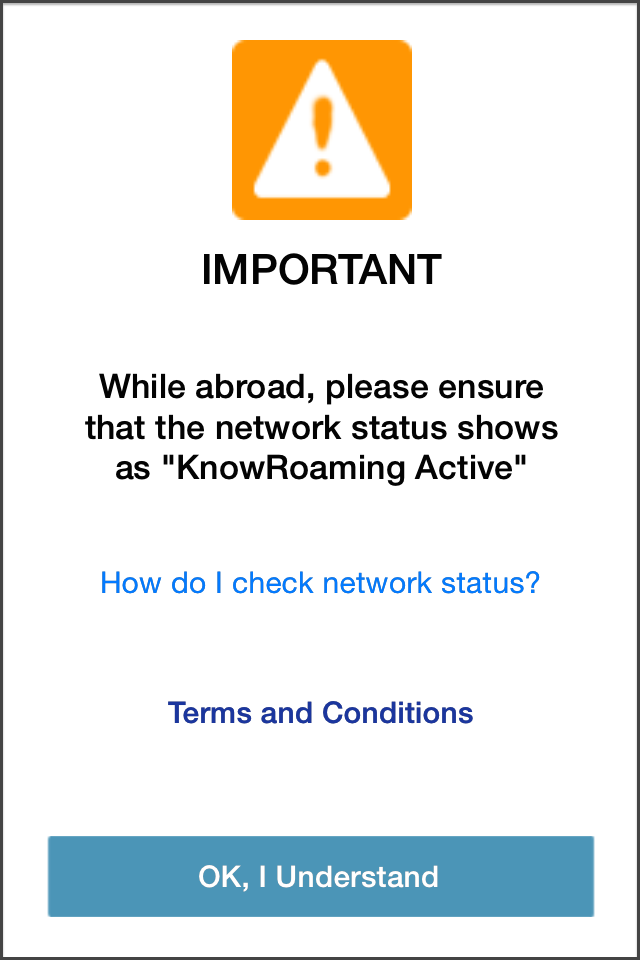 IMPORTANT
While abroad, please ensure
that the network status shows
as "KnowRoaming Active"
How do I check network status?
Terms and Conditions
OK, I Understand